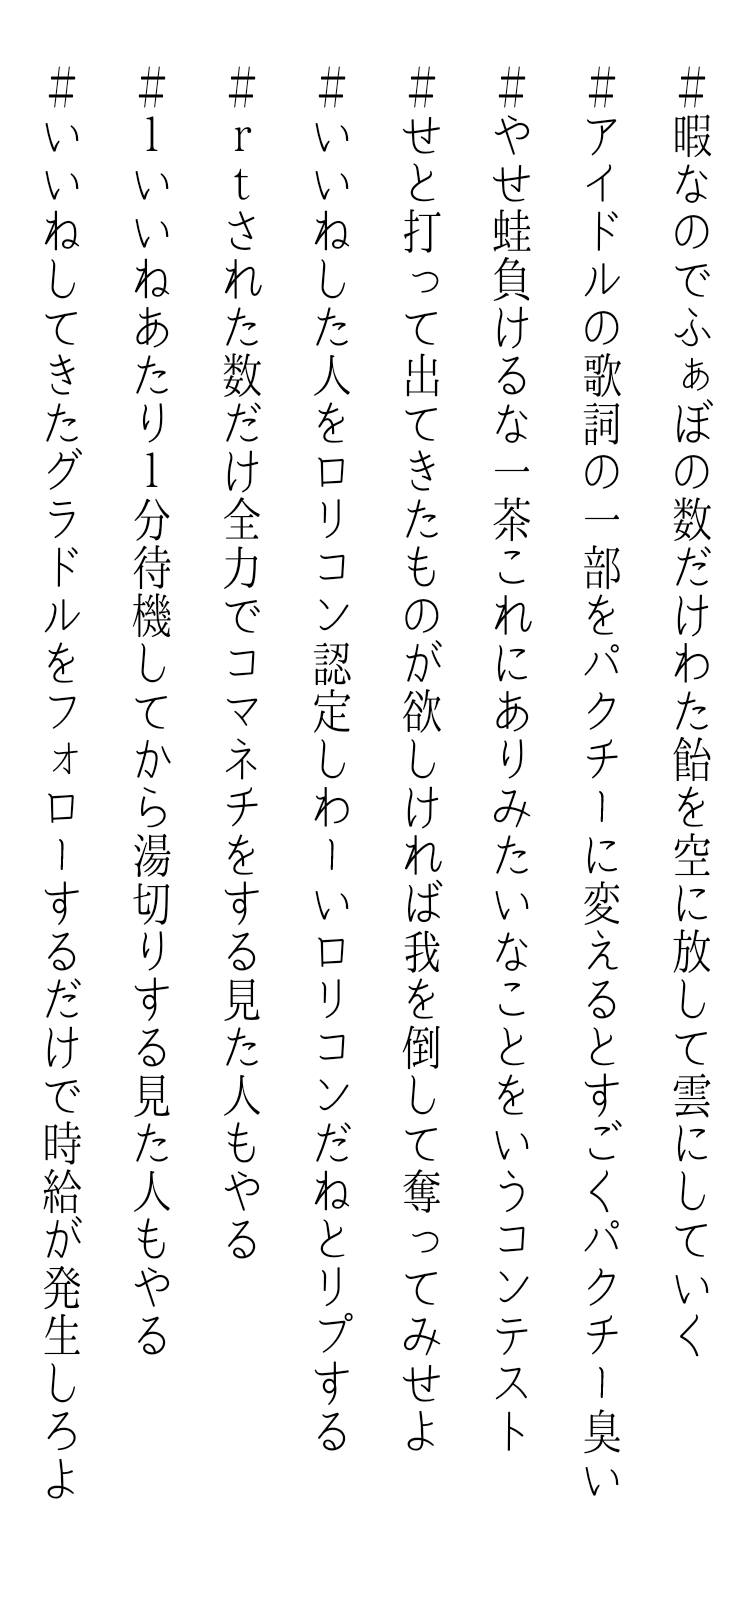 #暇なのでふぁぼの数だけわた飴を空に放して雲にしていく
#アイドルの歌詞の一部をパクチーに変えるとすごくパクチー臭い
#やせ蛙負けるな一茶これにありみたいなことをいうコンテスト
#せと打って出てきたものが欲しければ我を倒して奪ってみせよ
#いいねした人をロリコン認定しわーいロリコンだねとリプする
#rtされた数だけ全力でコマネチをする見た人もやる
#1いいねあたり1分待機してから湯切りする見た人もやる
#いいねしてきたグラドルをフォローするだけで時給が発生しろよ